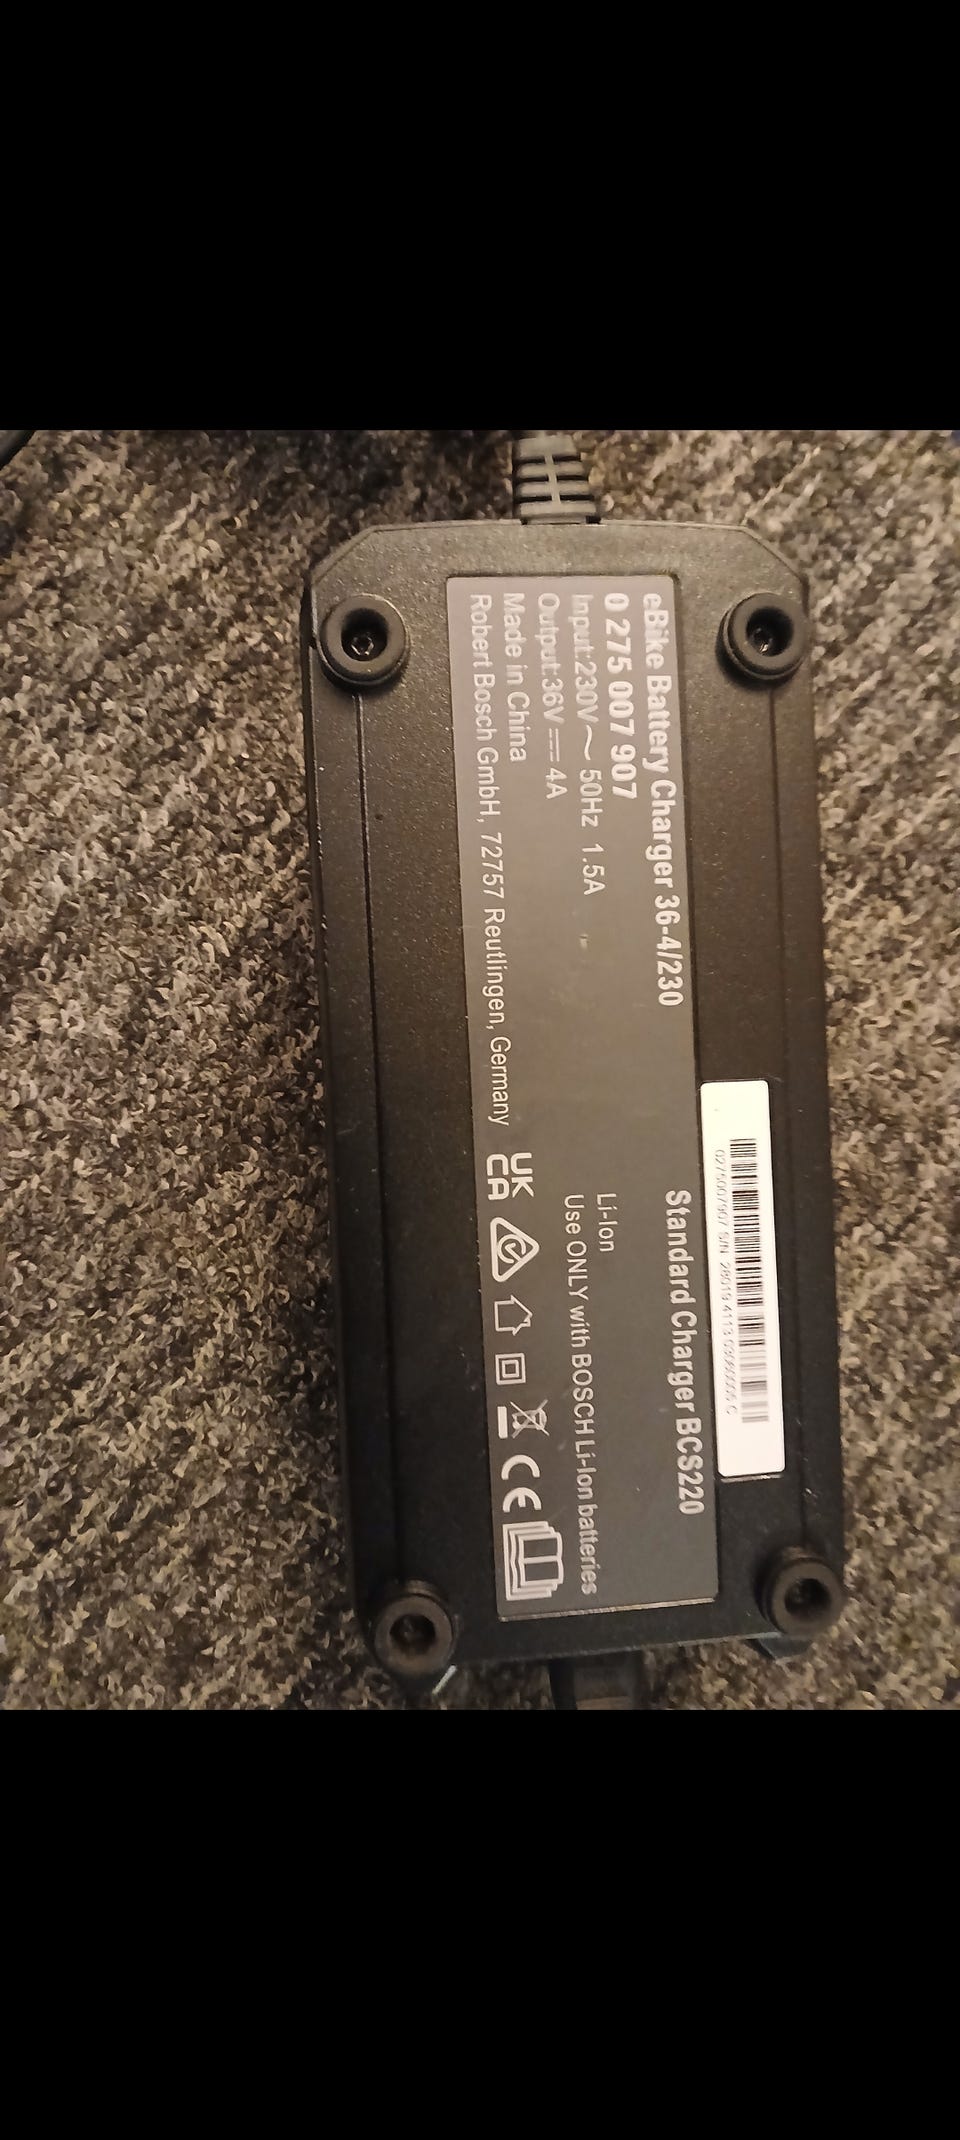 eBike Battery Charger 36-4/230
Standard Charger BCS220
0 275 007 907
Input:230V~ 50Hz 1.5A
Li-Ion
Output:36V ⎓ 4A
Use ONLY with BOSCH Li-Ion batteries
Made in China
Robert Bosch GmbH, 72757 Reutlingen, Germany
UK
CA
CE
0275007907 S/N